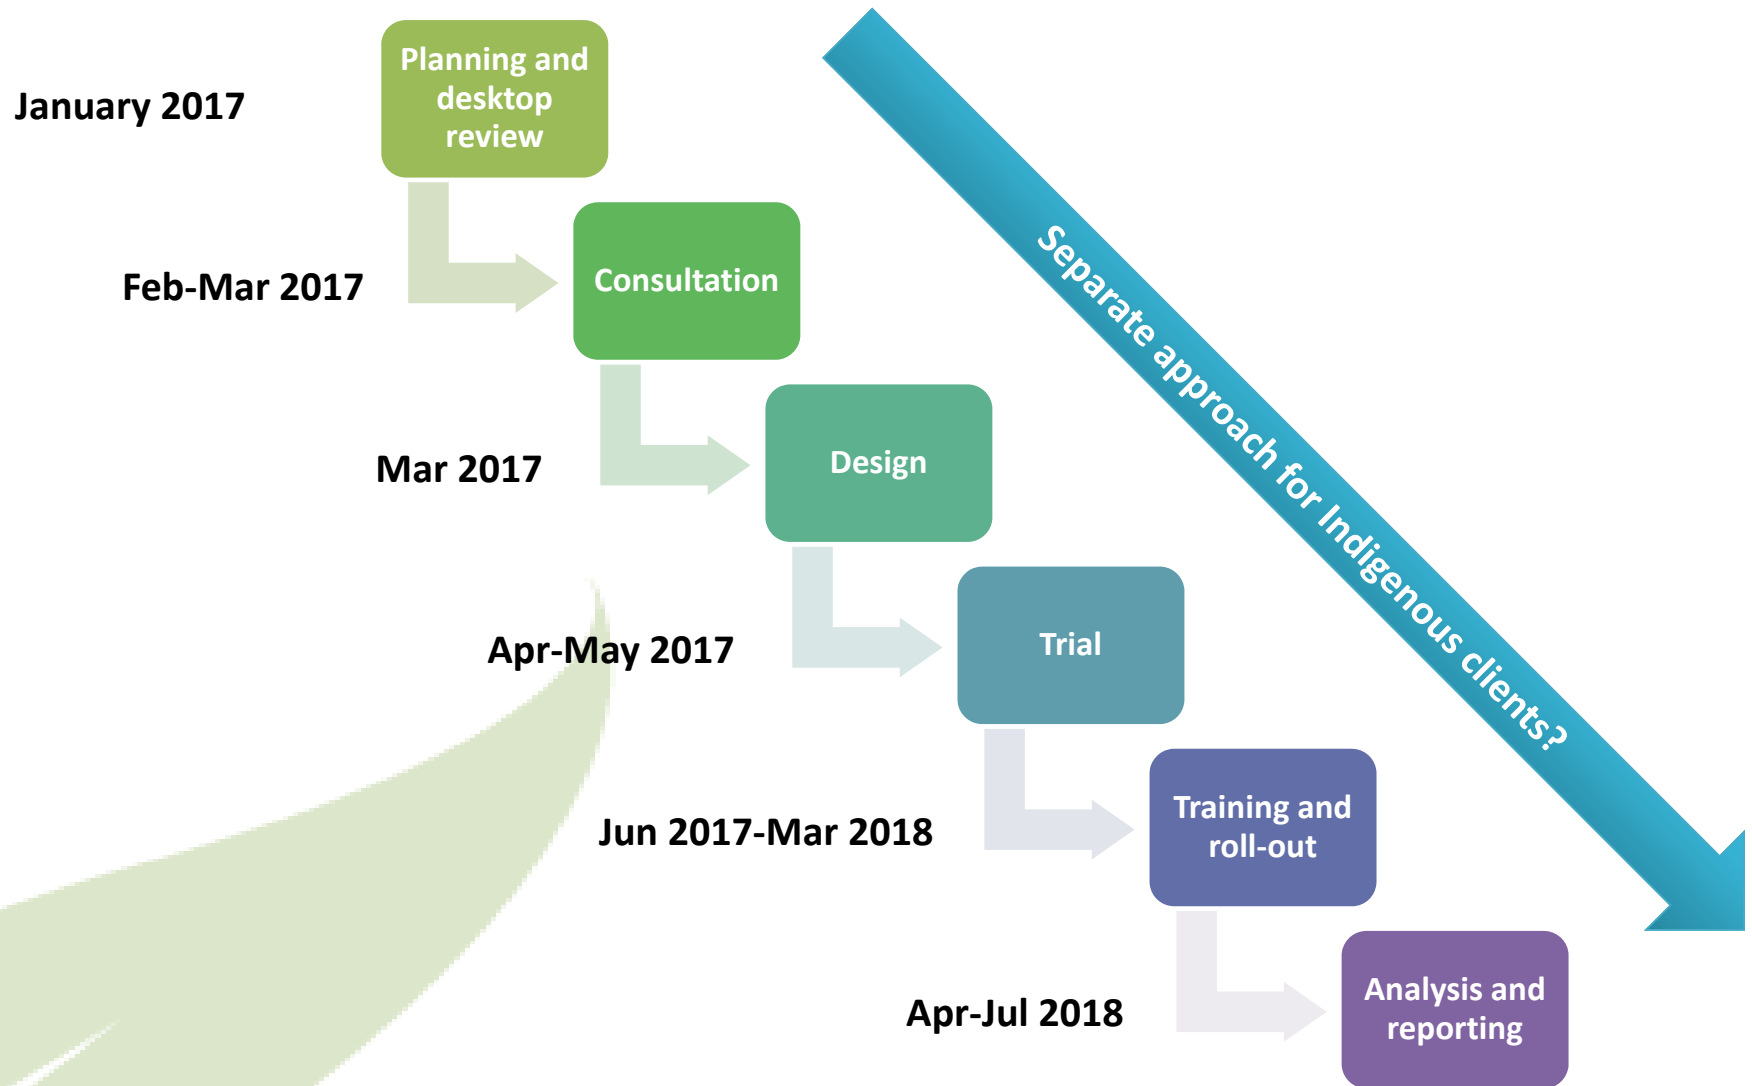 January 2017
Planning and
desktop
review
Feb-Mar 2017
Consultation
Mar 2017
Design
Apr-May 2017
Trial
Jun 2017-Mar 2018
Training and
roll-out
Apr-Jul 2018
Analysis and
reporting
Separate approach for Indigenous clients?